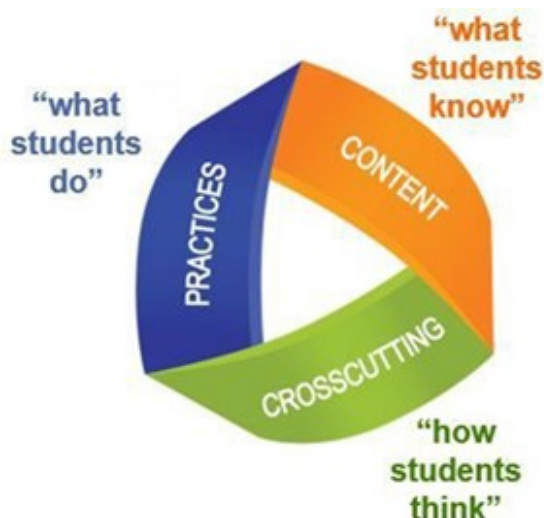 “what
students
do”
PRACTICES
“what
students
know”
CONTENT
CROSSCUTTING
“how
students
think”